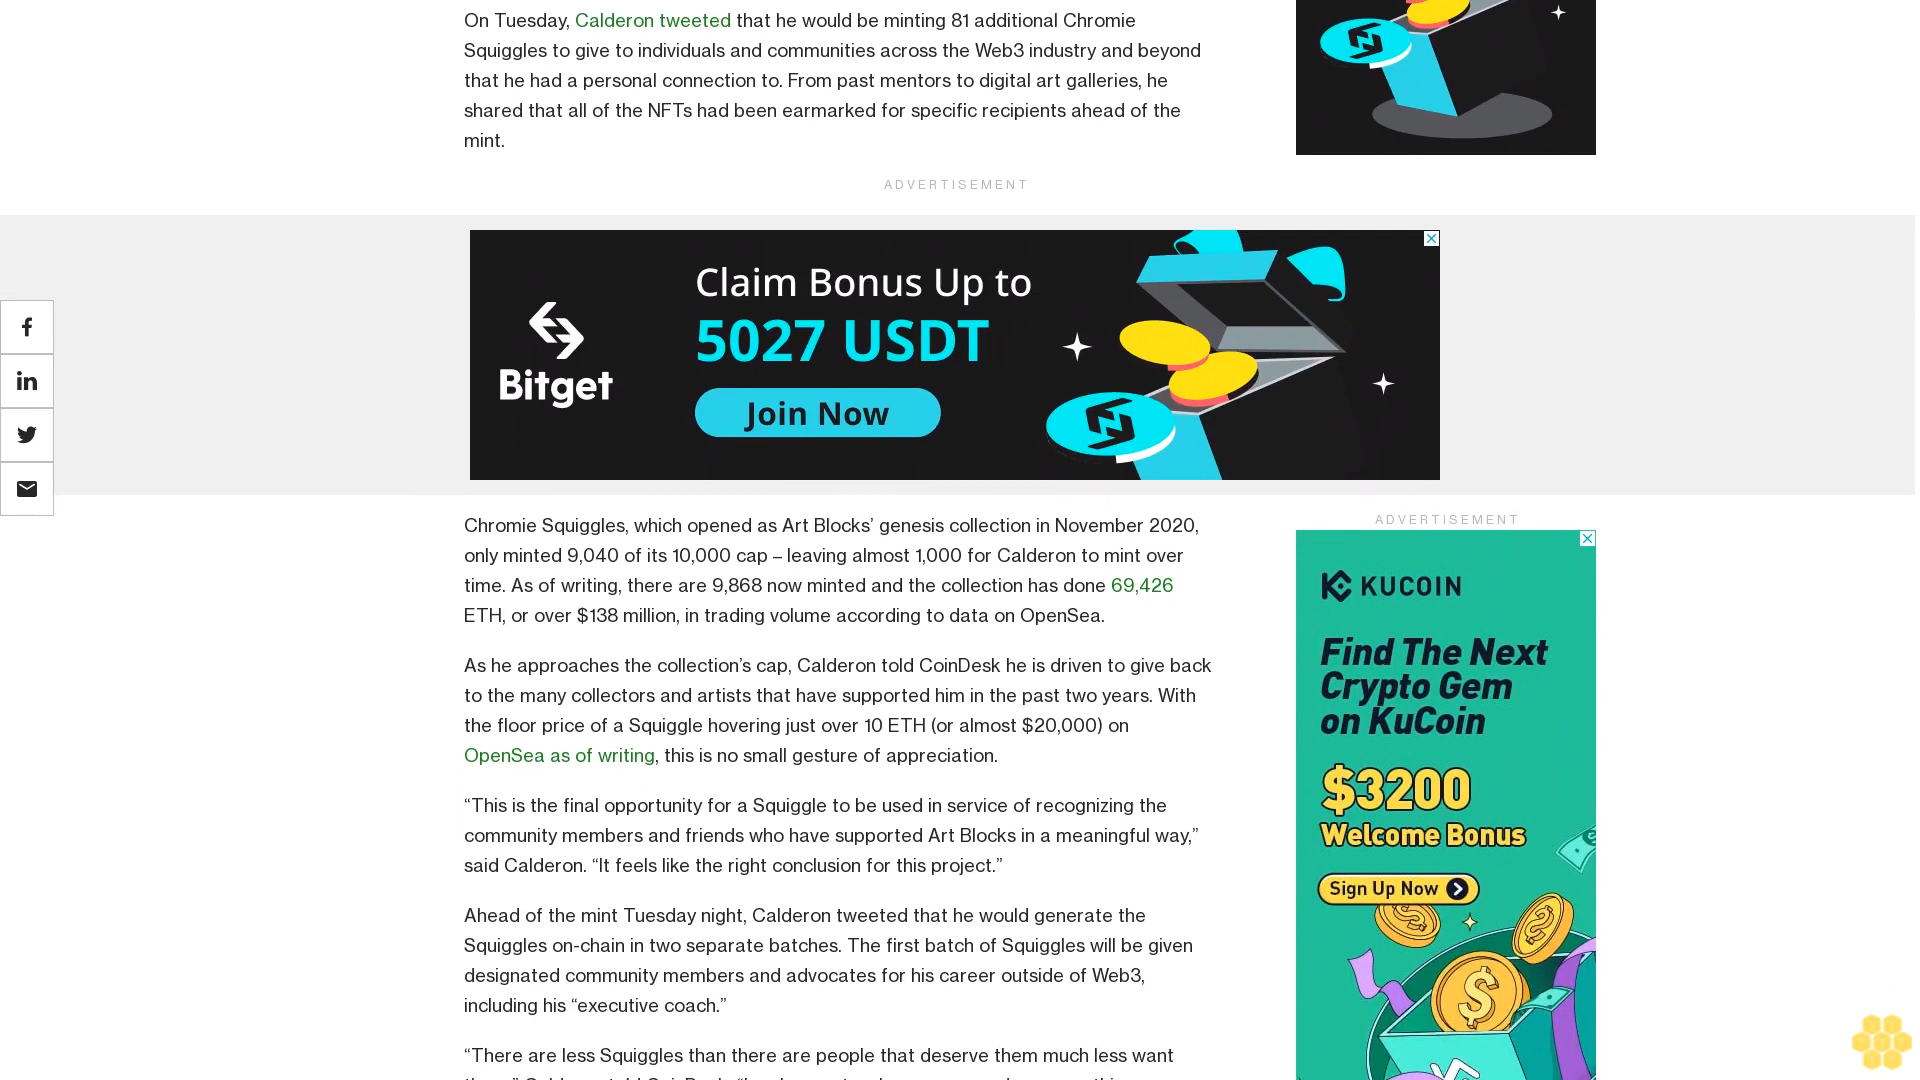 On Tuesday, Calderon tweeted that he would be minting 81 additional Chromie
Squiggles to give to individuals and communities across the Web3 industry and beyond
that he had a personal connection to. From past mentors to digital art galleries, he
shared that all of the NFTs had been earmarked for specific recipients ahead of the
mint.
ADVERTISEMENT
Claim Bonus Up to
5027 USDT
Bitget
Join Now
Chromie Squiggles, which opened as Art Blocks’ genesis collection in November 2020,
only minted 9,040 of its 10,000 cap – leaving almost 1,000 for Calderon to mint over
time. As of writing, there are 9,868 now minted and the collection has done 69,426
ETH, or over $138 million, in trading volume according to data on OpenSea.
As he approaches the collection’s cap, Calderon told CoinDesk he is driven to give back
to the many collectors and artists that have supported him in the past two years. With
the floor price of a Squiggle hovering just over 10 ETH (or almost $20,000) on
OpenSea as of writing, this is no small gesture of appreciation.
“This is the final opportunity for a Squiggle to be used in service of recognizing the
community members and friends who have supported Art Blocks in a meaningful way,”
said Calderon. “It feels like the right conclusion for this project.”
Ahead of the mint Tuesday night, Calderon tweeted that he would generate the
Squiggles on-chain in two separate batches. The first batch of Squiggles will be given
designated community members and advocates for his career outside of Web3,
including his “executive coach.”
“There are less Squiggles than there are people that deserve them much less want
ADVERTISEMENT
KUCOIN
Find The Next
Crypto Gem
on KuCoin
$3200
Welcome Bonus
Sign Up Now